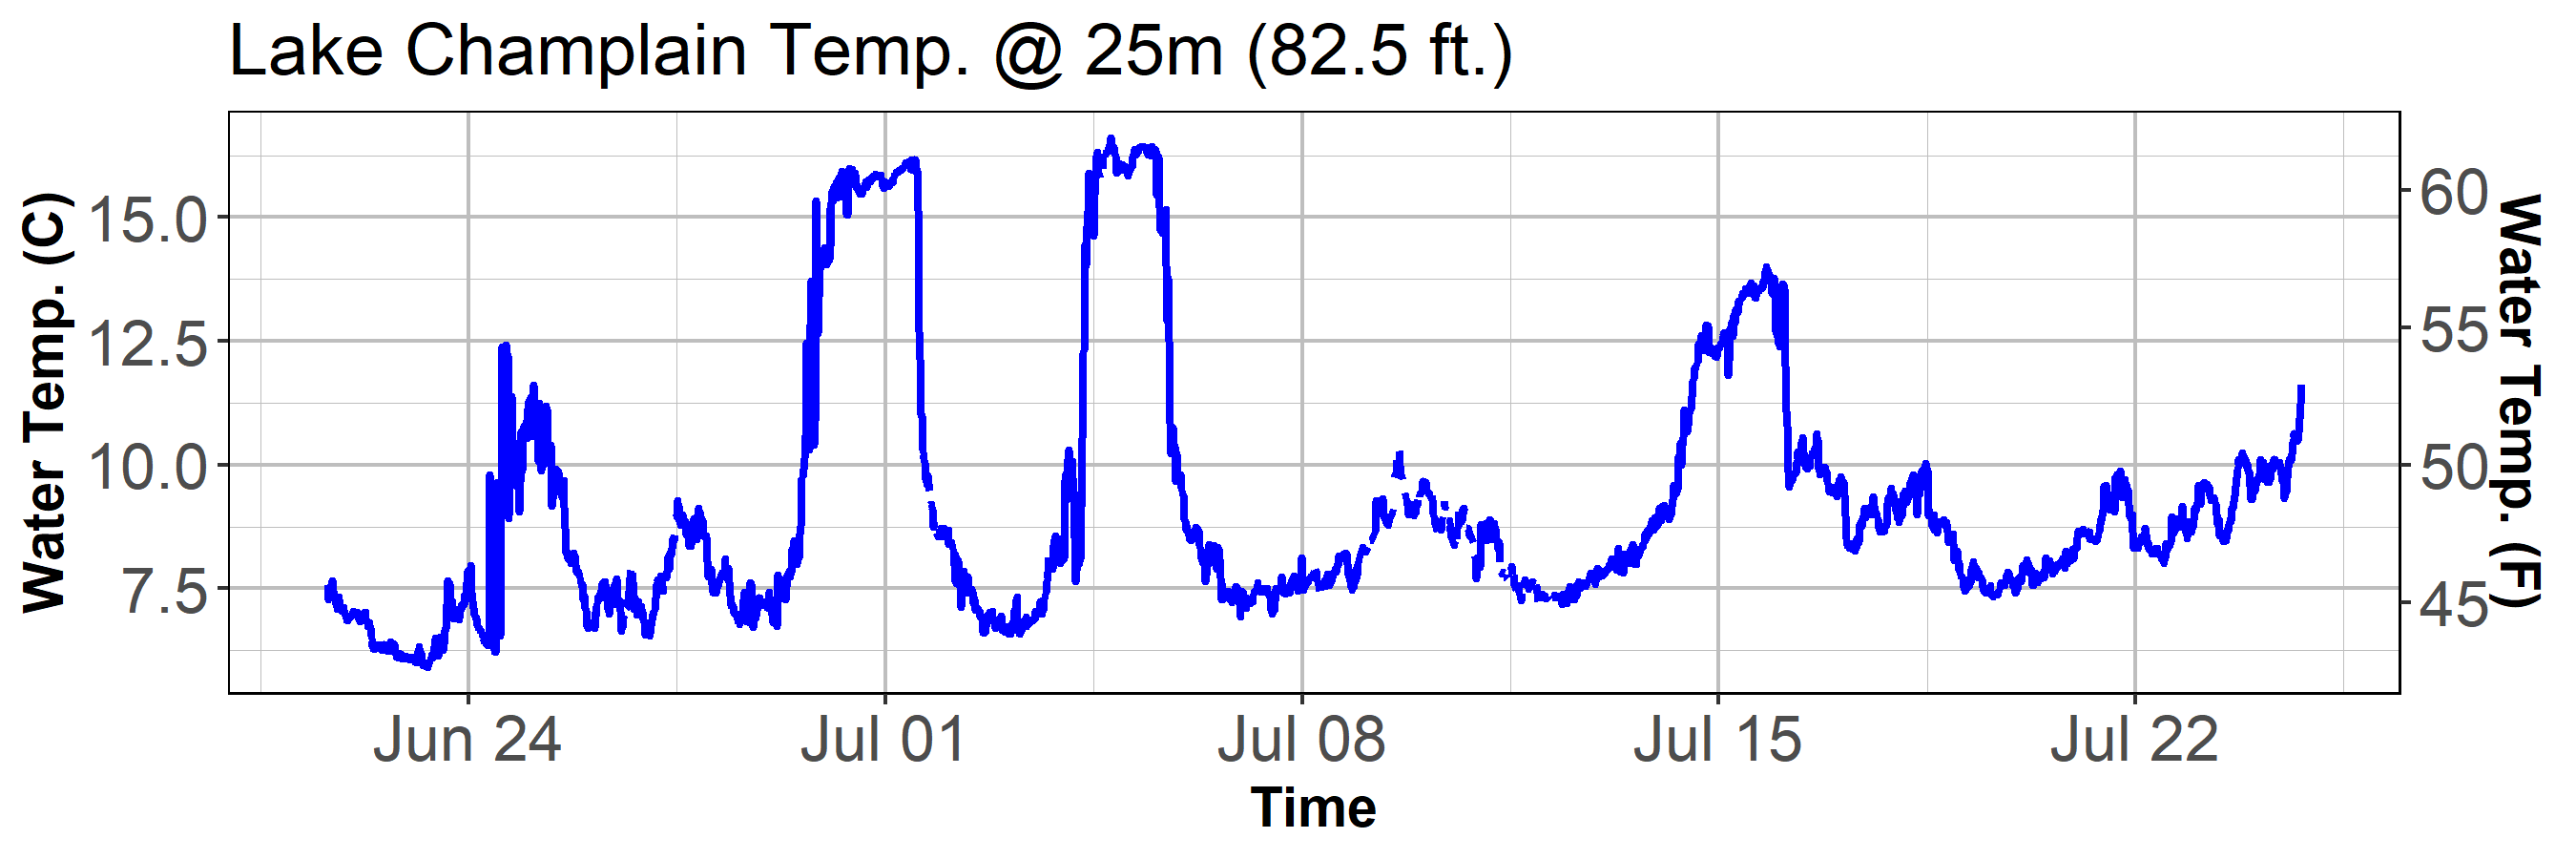 Lake Champlain Temp. @ 25m (82.5 ft.)
Water Temp. (C)
15.0
12.5
10.0
7.5
60
55
50
45
Water Temp. (F)
Jun 24 Jul 01 Jul 08 Jul 15 Jul 22
Time